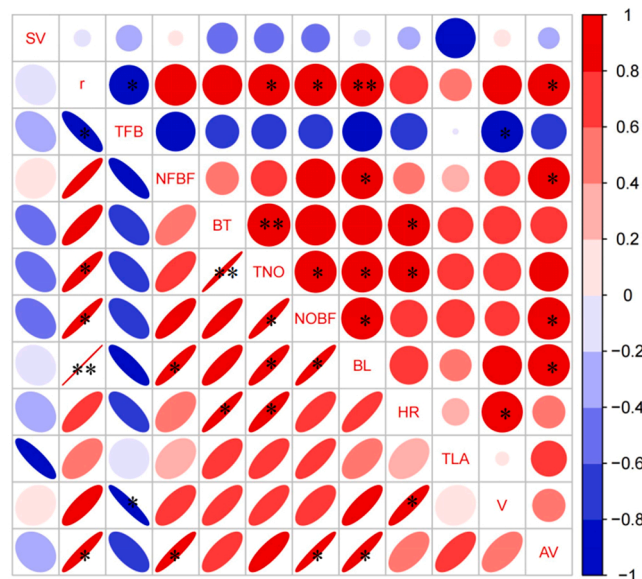 SV
1
r * * * ** *
0.8
* TFB *
0.6
NFBF * *
0.4
BT ** *
0.2
* ** TNO * * *
0
* * NOBF * *
-0.2
** * * * BL *
-0.4
* * HR *
TLA
-0.6
* * V
-0.8
* * * * AV
-1